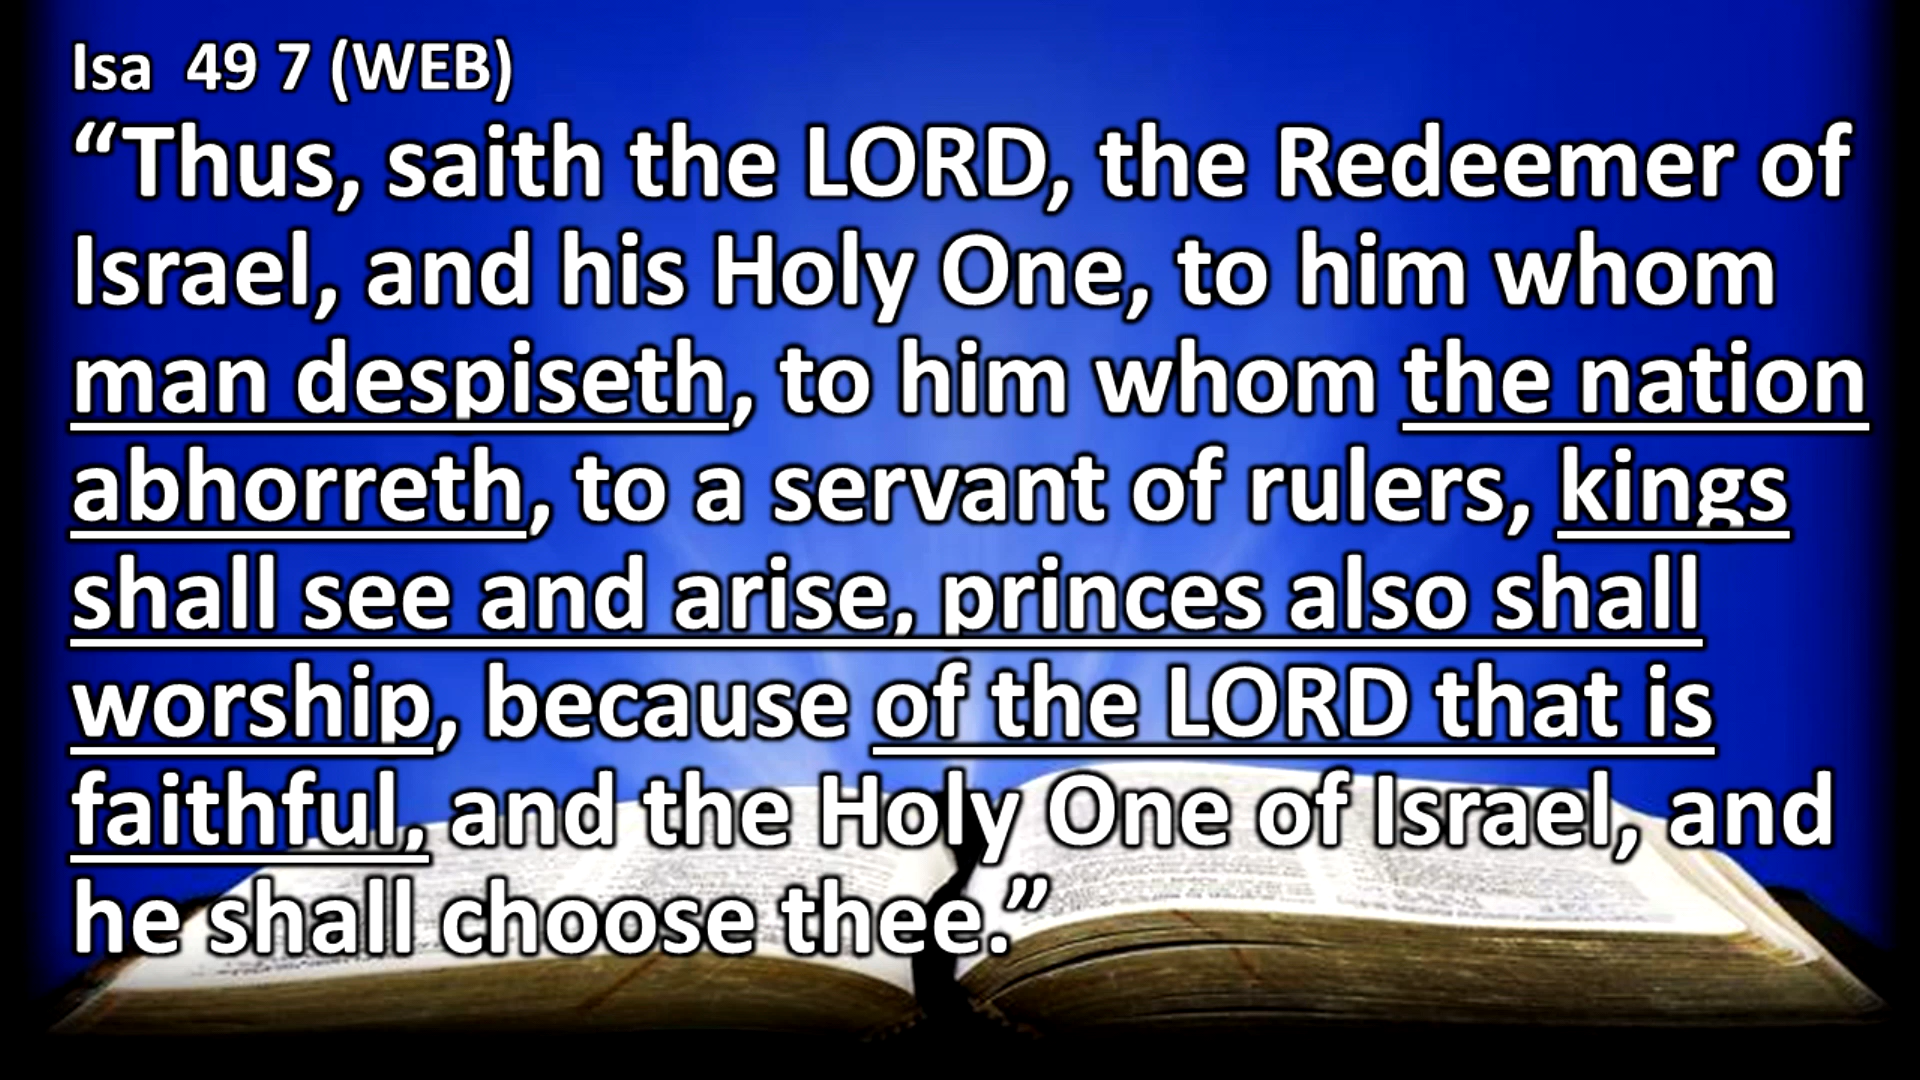 Isa  49 7 (WEB)
“Thus, saith the LORD, the Redeemer of
Israel, and his Holy One, to him whom
man despiseth, to him whom the nation
abhorreth, to a servant of rulers, kings
shall see and arise, princes also shall
worship, because of the LORD that is
faithful, and the Holy One of Israel, and
he shall choose thee.”